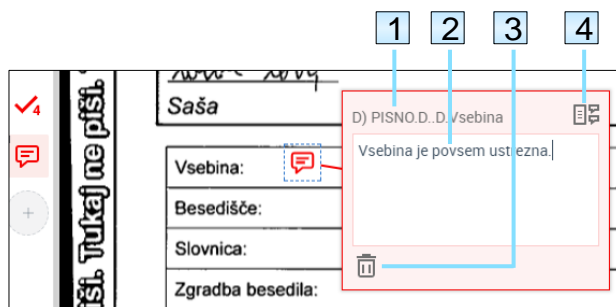 1 2 3 4
4
Saša
D) PISNO.D..D.Vsebina
Vsebina je povsem ustrezna.
Vsebina:
Besedišče:
Slovnica:
Zgradba besedila:
iši. Tukaj ne piši.